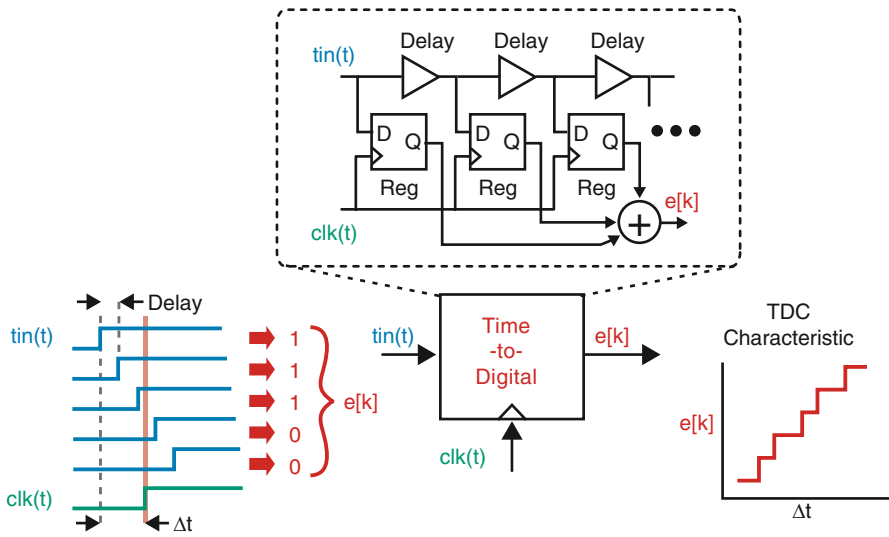 Delay Delay Delay
tin(t)
D Q D Q D Q
Reg Reg Reg
e[k]
+
clk(t)
Delay
tin(t)
1
1
1
0
0
e[k]
clk(t)
Δt
tin(t)
Time
-to-
Digital
e[k]
clk(t)
TDC
Characteristic
e[k]
Δt